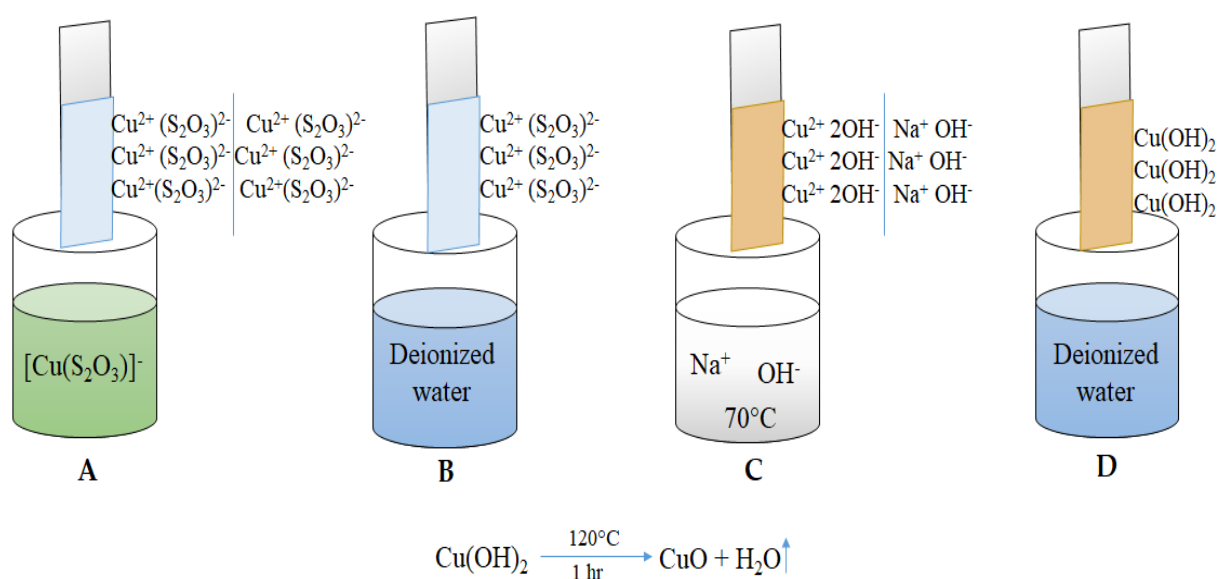 Cu²⁺ (S₂O₃)²⁻ Cu²⁺ (S₂O₃)²⁻
Cu²⁺ (S₂O₃)²⁻ Cu²⁺ (S₂O₃)²⁻
Cu²⁺(S₂O₃)²⁻ Cu²⁺(S₂O₃)²⁻
[Cu(S₂O₃)]⁻
A
Cu²⁺ (S₂O₃)²⁻
Cu²⁺ (S₂O₃)²⁻
Cu²⁺ (S₂O₃)²⁻
Deionized
water
B
Cu²⁺ 2OH⁻ Na⁺ OH⁻
Cu²⁺ 2OH⁻ Na⁺ OH⁻
Cu²⁺ 2OH⁻ Na⁺ OH⁻
Na⁺ OH⁻
70°C
C
Cu(OH)₂
Cu(OH)₂
Cu(OH)₂
Deionized
water
D
120°C
Cu(OH)₂ → CuO + H₂O↑
1 hr